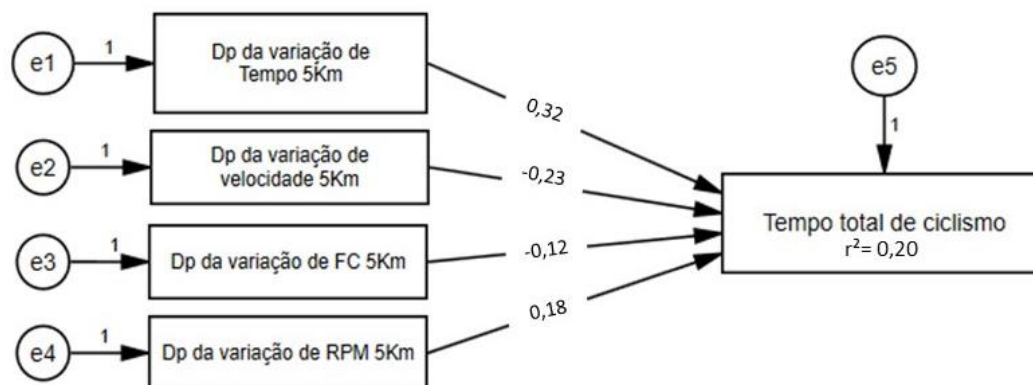 e1
1
Dp da variação de
Tempo 5Km
0,32
e2
1
Dp da variação de
velocidade 5Km
-0,23
e3
1
Dp da variação de FC 5Km
-0,12
e4
1
Dp da variação de RPM 5Km
0,18
e5
1
Tempo total de ciclismo
r²= 0,20